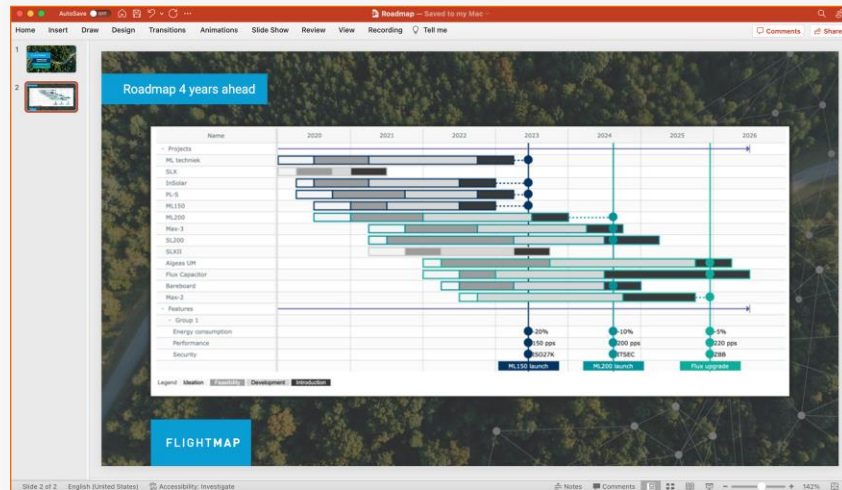 AutoSave OFF
Roadmap — Saved to my Mac
Home Insert Draw Design Transitions Animations Slide Show Review View Recording Tell me
Comments Share
1
2
Roadmap 4 years ahead
Name 2020 2021 2022 2023 2024 2025 2026
Projects
ML techniek
SLX
InSolar
PL-S
ML150
ML200
Max-3
SL200
SLXII
Algeas UM
Flux Capacitor
Bareboard
Max-2
Features
Group 1
Energy consumption -20% -10% -5%
Performance 150 pps 200 pps 220 pps
Security ISO27K ITSEC ZBB
ML150 launch ML200 launch Flux upgrade
Legend Ideation Feasibility Development Introduction
FLIGHTMAP
Slide 2 of 2 English (United States) Accessibility: Investigate Notes Comments 142%